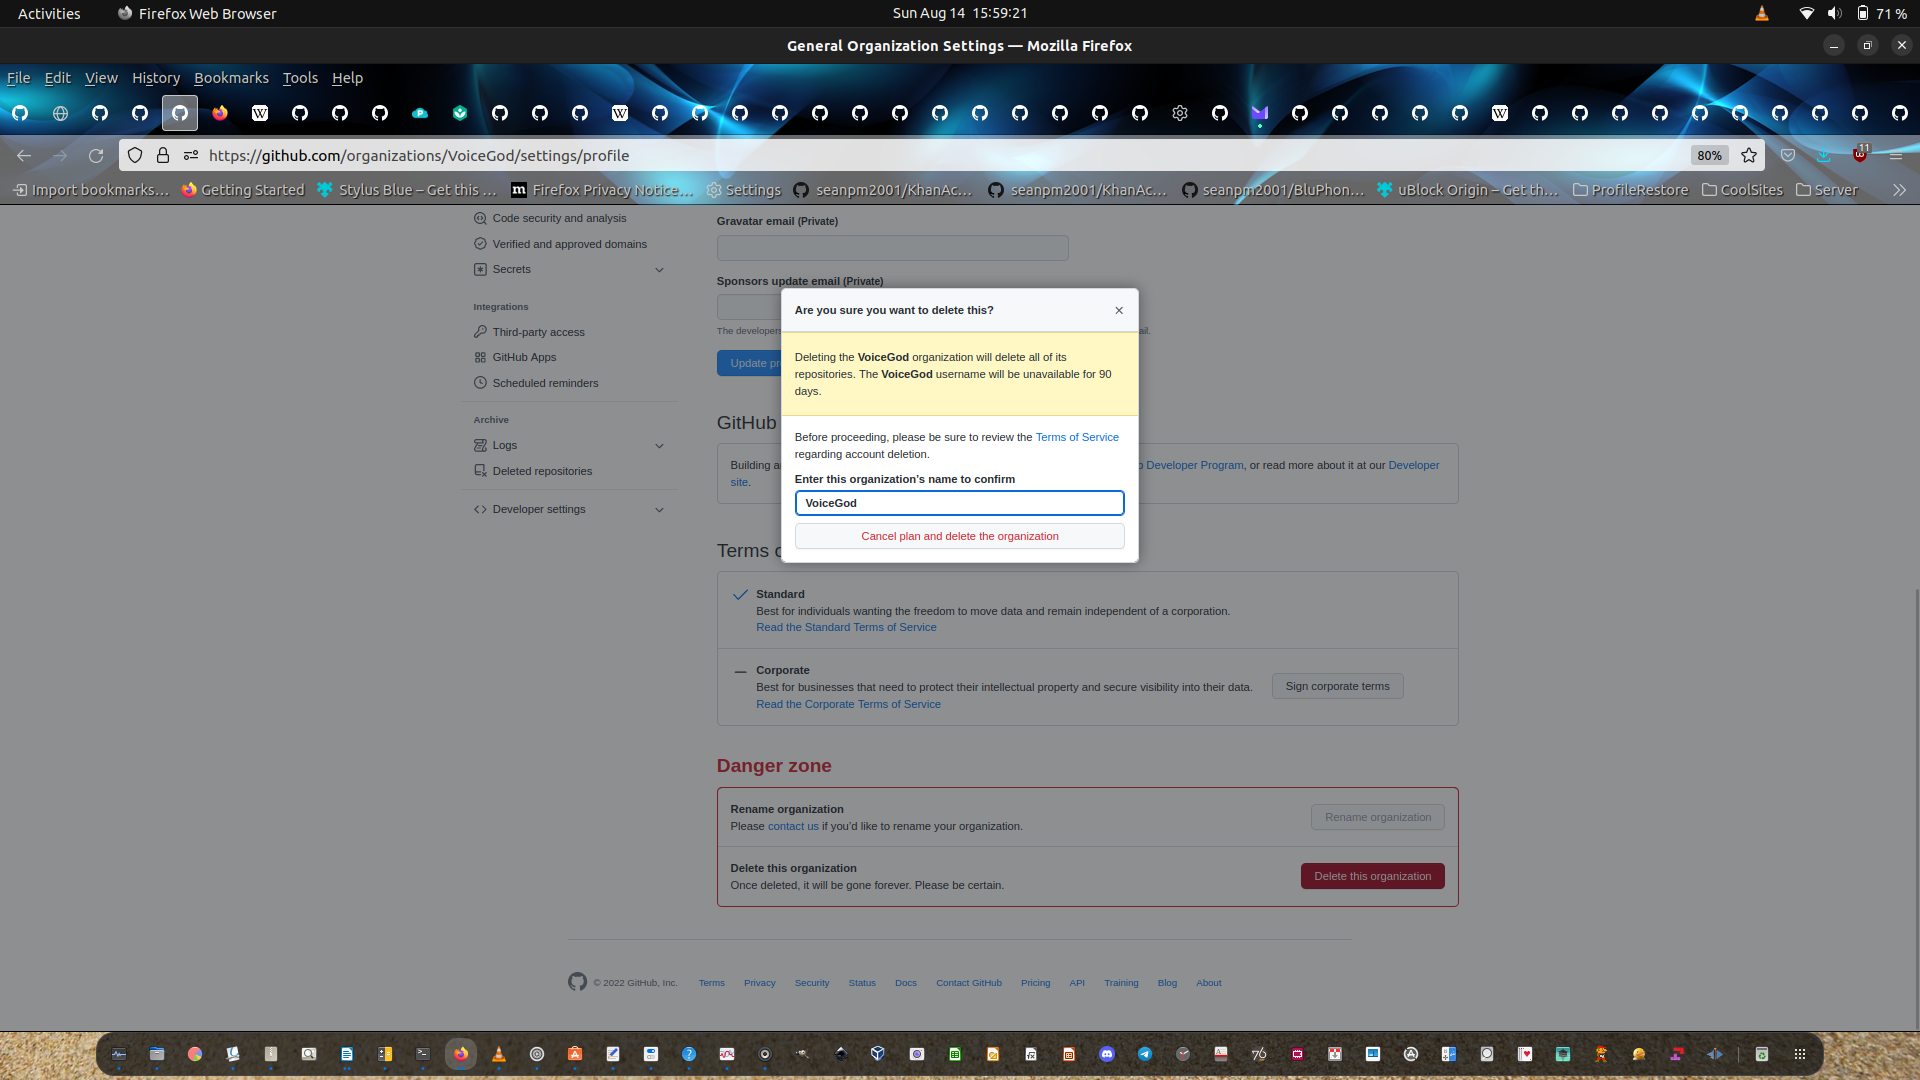 Activities
Firefox Web Browser
Sun Aug 14 15:59:21
71 %
General Organization Settings — Mozilla Firefox
File Edit View History Bookmarks Tools Help
https://github.com/organizations/VoiceGod/settings/profile
80%
11
Import bookmarks… Getting Started Stylus Blue – Get this … Firefox Privacy Notice… Settings seanpm2001/KhanAc… seanpm2001/KhanAc… seanpm2001/BluPhon… uBlock Origin – Get th… ProfileRestore CoolSites Server
Code security and analysis
Verified and approved domains
Secrets
Integrations
Third-party access
GitHub Apps
Scheduled reminders
Archive
Logs
Deleted repositories
Developer settings
Gravatar email (Private)
Sponsors update email (Private)
The developer
ail.
Update pr
GitHub
Building a
Developer Program, or read more about it at our Developer
site.
Are you sure you want to delete this?
Deleting the VoiceGod organization will delete all of its
repositories. The VoiceGod username will be unavailable for 90
days.
Before proceeding, please be sure to review the Terms of Service
regarding account deletion.
Enter this organization's name to confirm
VoiceGod
Cancel plan and delete the organization
Terms o
Standard
Best for individuals wanting the freedom to move data and remain independent of a corporation.
Read the Standard Terms of Service
Corporate
Best for businesses that need to protect their intellectual property and secure visibility into their data.
Read the Corporate Terms of Service
Sign corporate terms
Danger zone
Rename organization
Please contact us if you'd like to rename your organization.
Rename organization
Delete this organization
Once deleted, it will be gone forever. Please be certain.
Delete this organization
© 2022 GitHub, Inc. Terms Privacy Security Status Docs Contact GitHub Pricing API Training Blog About